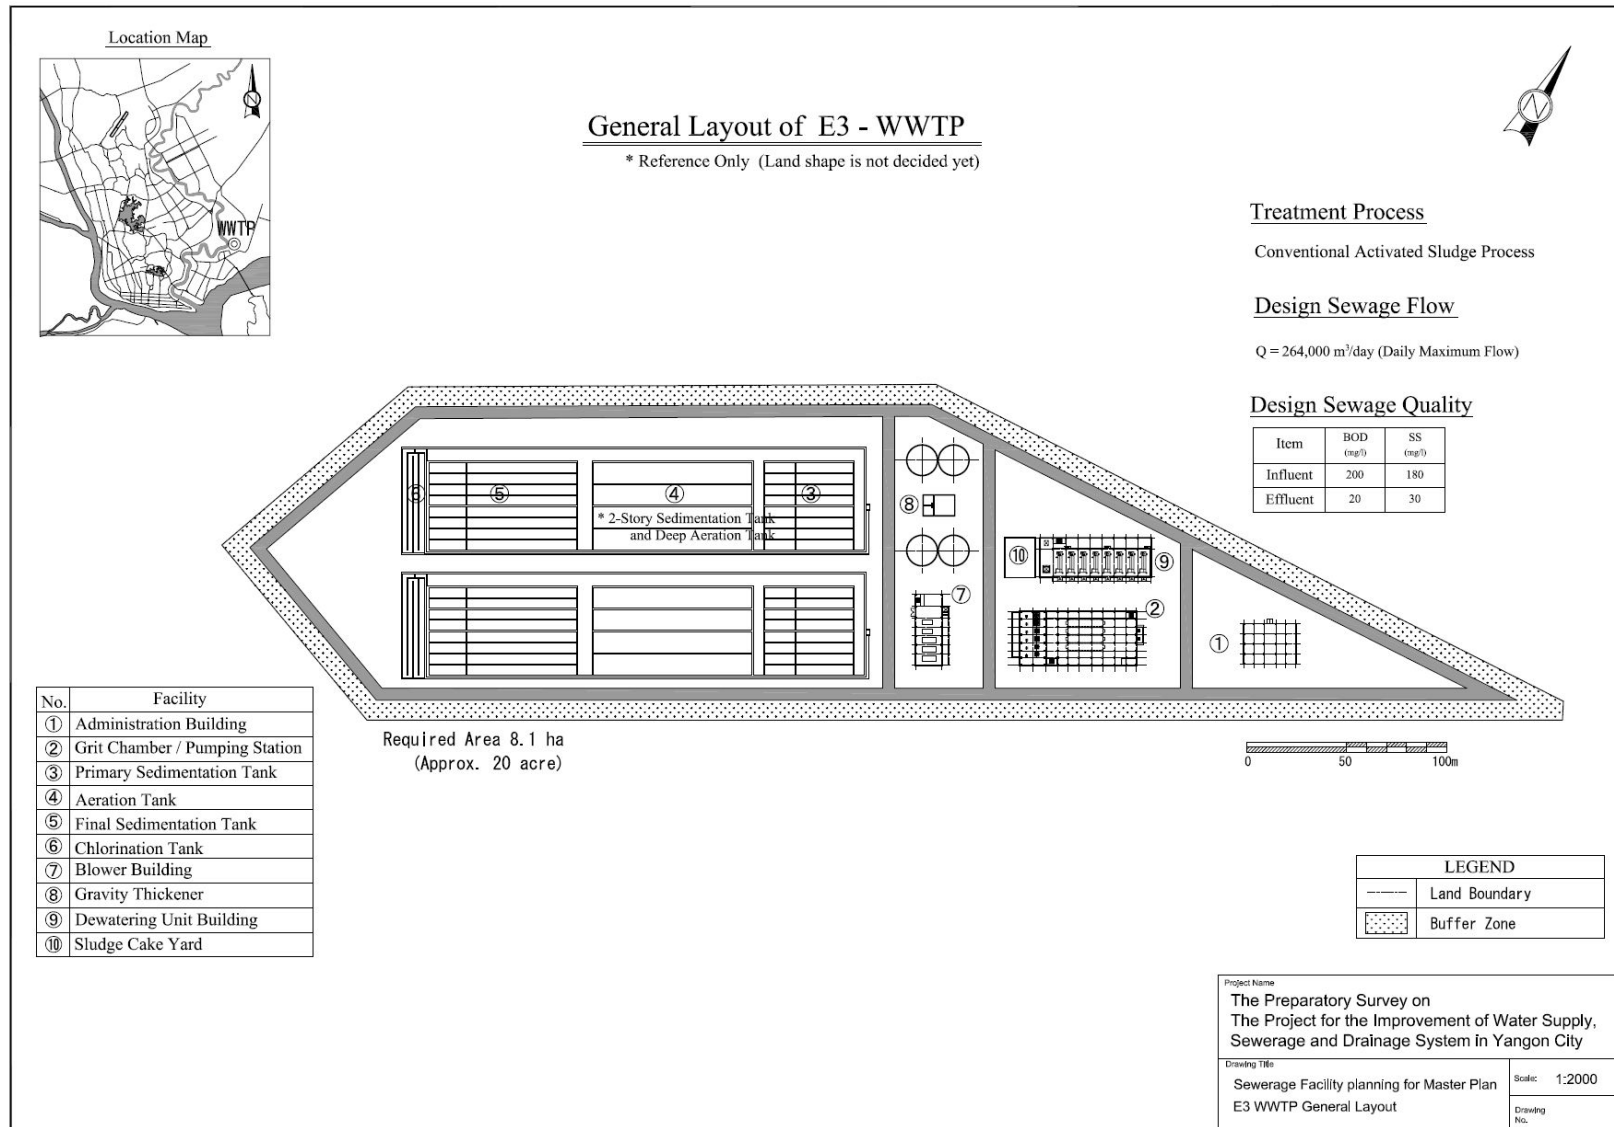 Location Map
N
WWTP
General Layout of E3 - WWTP
* Reference Only (Land shape is not decided yet)
N
Treatment Process
Conventional Activated Sludge Process
Design Sewage Flow
Q = 264,000 m³/day (Daily Maximum Flow)
Design Sewage Quality
Item BOD (mg/l) SS (mg/l)
Influent 200 180
Effluent 20 30
⑥ ⑤ ④ ③
* 2-Story Sedimentation Tank
and Deep Aeration Tank
⑧
⑦
⑩ ⑨
②
①
Required Area 8.1 ha
(Approx. 20 acre)
0 50 100m
No. Facility
① Administration Building
② Grit Chamber / Pumping Station
③ Primary Sedimentation Tank
④ Aeration Tank
⑤ Final Sedimentation Tank
⑥ Chlorination Tank
⑦ Blower Building
⑧ Gravity Thickener
⑨ Dewatering Unit Building
⑩ Sludge Cake Yard
LEGEND
Land Boundary
Buffer Zone
Project Name
The Preparatory Survey on
The Project for the Improvement of Water Supply,
Sewerage and Drainage System in Yangon City
Drawing Title
Sewerage Facility planning for Master Plan
E3 WWTP General Layout
Scale: 1:2000
Drawing
No.